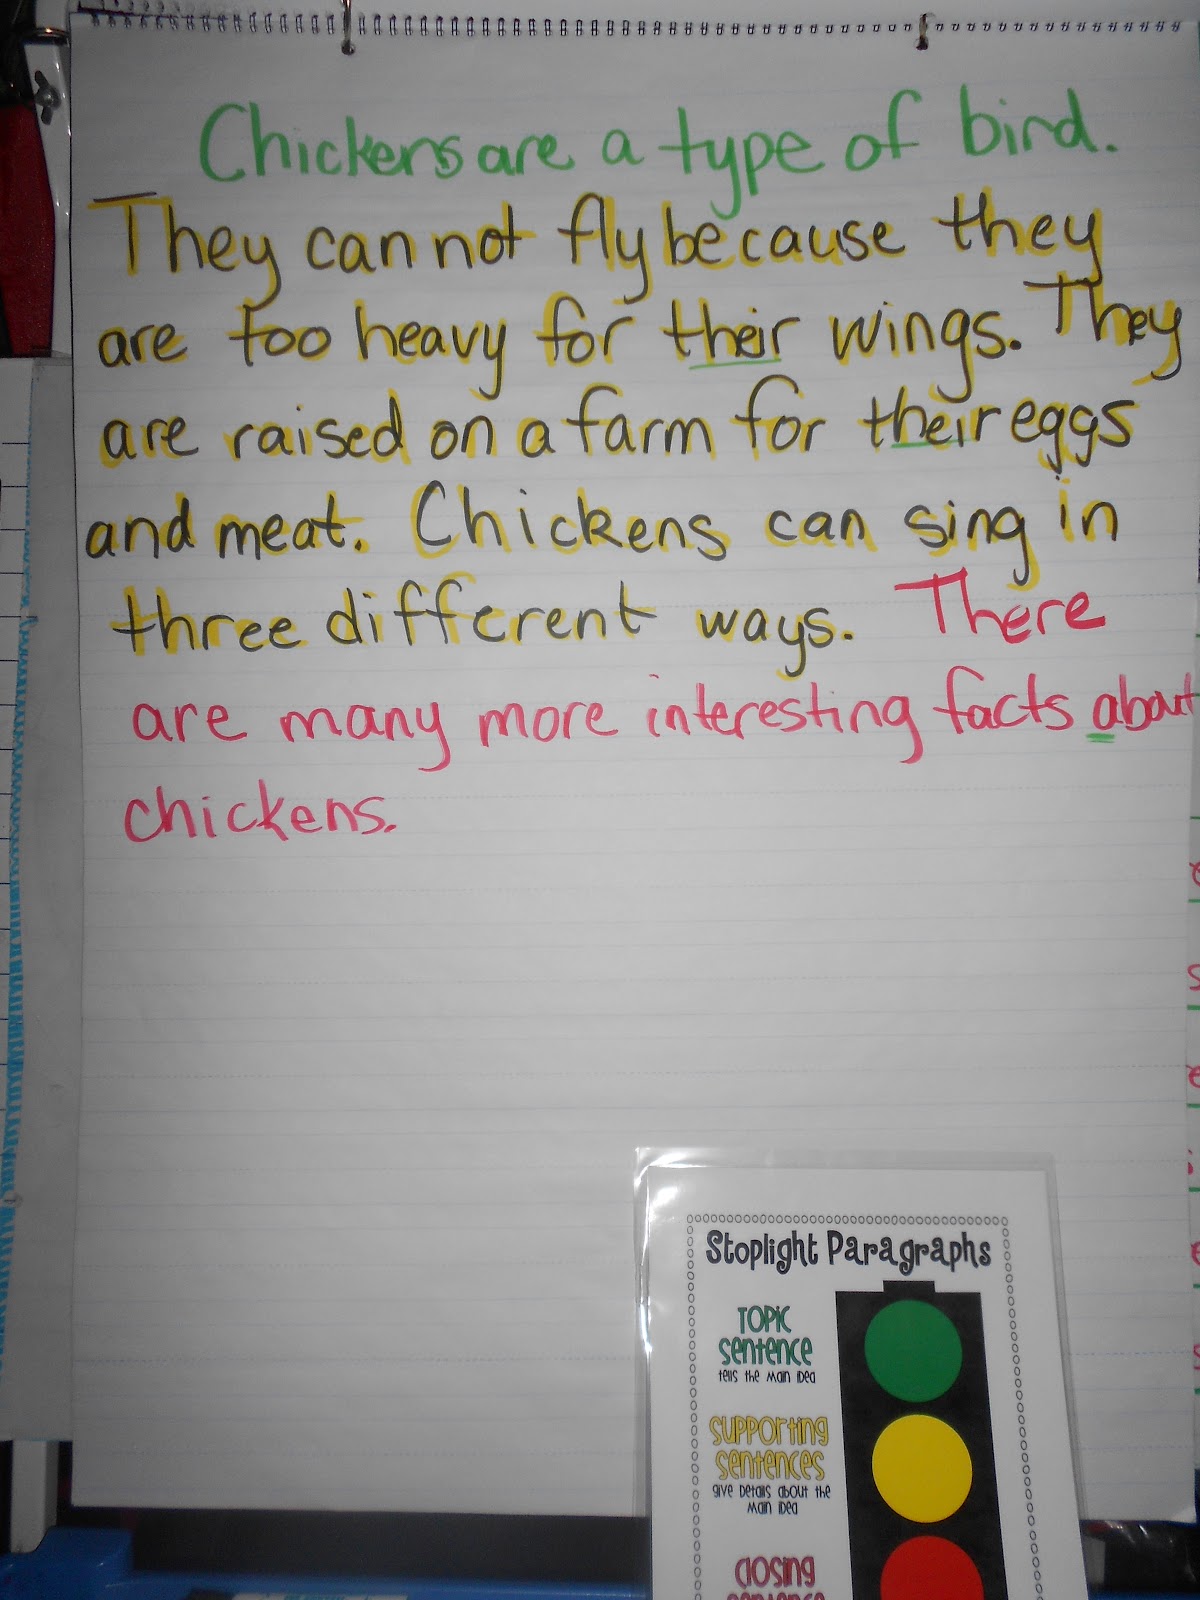 Chickens are a type of bird.
They can not fly because they
are too heavy for their wings. They
are raised on a farm for their eggs
and meat. Chickens can sing in
three different ways. There
are many more interesting facts about
chickens.
Stoplight Paragraphs
Topic
Sentence
tells the main idea
Supporting
Sentences
give details about the
main idea
Closing
Sentence